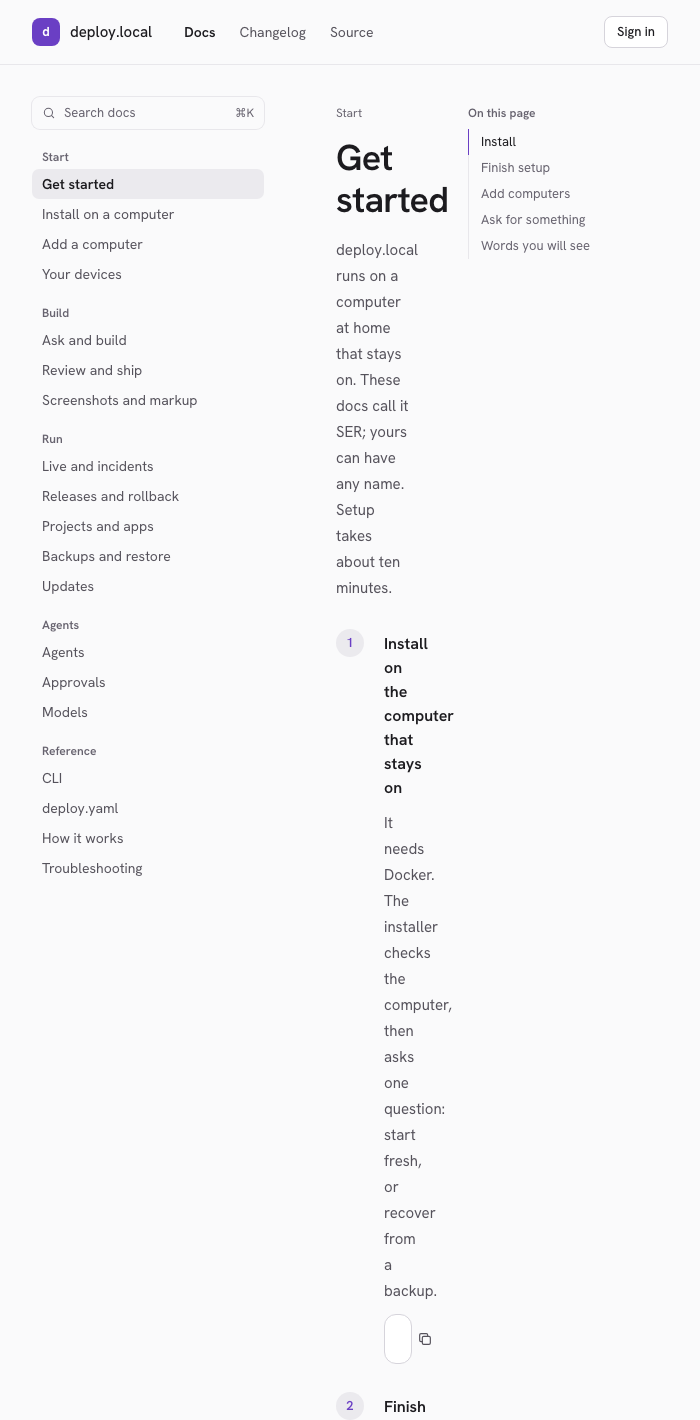 d deploy.local Docs Changelog Source Sign in
Search docs ⌘K
Start
Get started
Install on a computer
Add a computer
Your devices
Build
Ask and build
Review and ship
Screenshots and markup
Run
Live and incidents
Releases and rollback
Projects and apps
Backups and restore
Updates
Agents
Agents
Approvals
Models
Reference
CLI
deploy.yaml
How it works
Troubleshooting
Start
Get
started
deploy.local
runs on a
computer
at home
that stays
on. These
docs call it
SER; yours
can have
any name.
Setup
takes
about ten
minutes.
1 Install
on
the
computer
that
stays
on
It
needs
Docker.
The
installer
checks
the
computer,
then
asks
one
question:
start
fresh,
or
recover
from
a
backup.
2 Finish
On this page
Install
Finish setup
Add computers
Ask for something
Words you will see